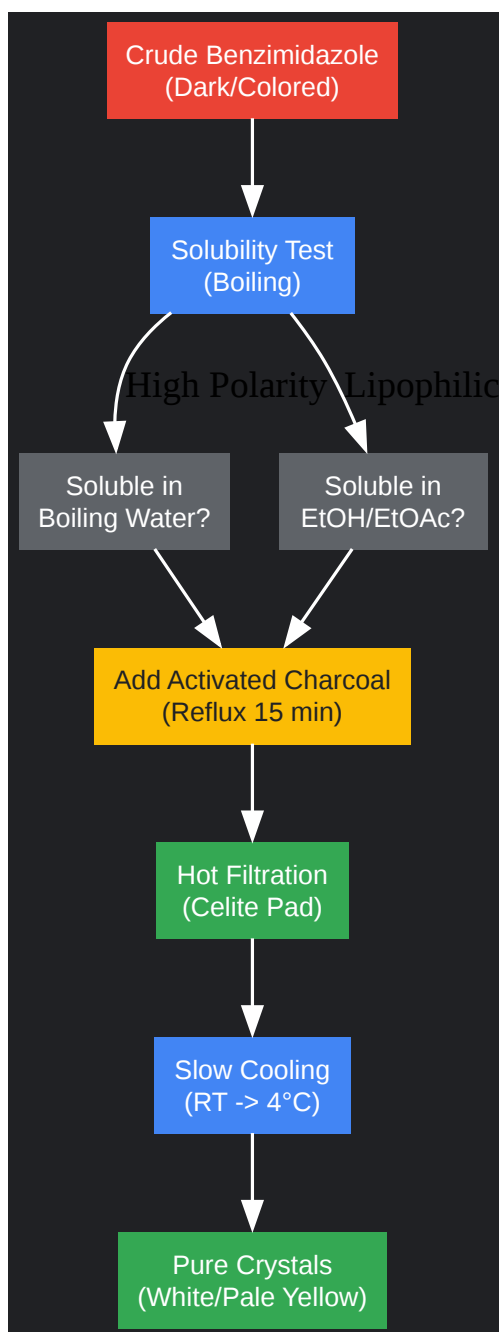 Crude Benzimidazole
(Dark/Colored)
Solubility Test
(Boiling)
High Polarity
Lipophilic
Soluble in
Boiling Water?
Soluble in
EtOH/EtOAc?
Add Activated Charcoal
(Reflux 15 min)
Hot Filtration
(Celite Pad)
Slow Cooling
(RT -> 4°C)
Pure Crystals
(White/Pale Yellow)